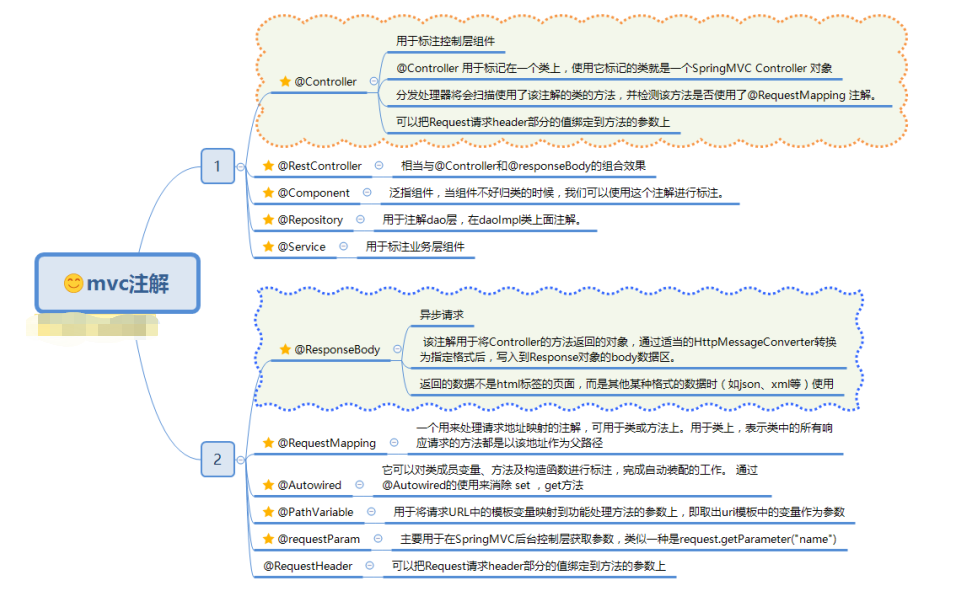 用于标注控制层组件
@Controller
@Controller 用于标记在一个类上，使用它标记的类就是一个SpringMVC Controller 对象
分发处理器将会扫描使用了该注解的类的方法，并检测该方法是否使用了@RequestMapping 注解。
可以把Request请求header部分的值绑定到方法的参数上
1
@RestController 相当与@Controller和@responseBody的组合效果
@Component 泛指组件，当组件不好归类的时候，我们可以使用这个注解进行标注。
@Repository 用于注解dao层，在daoImpl类上面注解。
@Service 用于标注业务层组件
😊mvc注解
异步请求
@ResponseBody
该注解用于将Controller的方法返回的对象，通过适当的HttpMessageConverter转换
为指定格式后，写入到Response对象的body数据区。
返回的数据不是html标签的页面，而是其他某种格式的数据时（如json、xml等）使用
2
@RequestMapping
一个用来处理请求地址映射的注解，可用于类或方法上。用于类上，表示类中的所有响
应请求的方法都是以该地址作为父路径
@Autowired
它可以对类成员变量、方法及构造函数进行标注，完成自动装配的工作。 通过
@Autowired的使用来消除 set ，get方法
@PathVariable 用于将请求URL中的模板变量映射到功能处理方法的参数上，即取出uri模板中的变量作为参数
@requestParam 主要用于在SpringMVC后台控制层获取参数，类似一种是request.getParameter("name")
@RequestHeader 可以把Request请求header部分的值绑定到方法的参数上